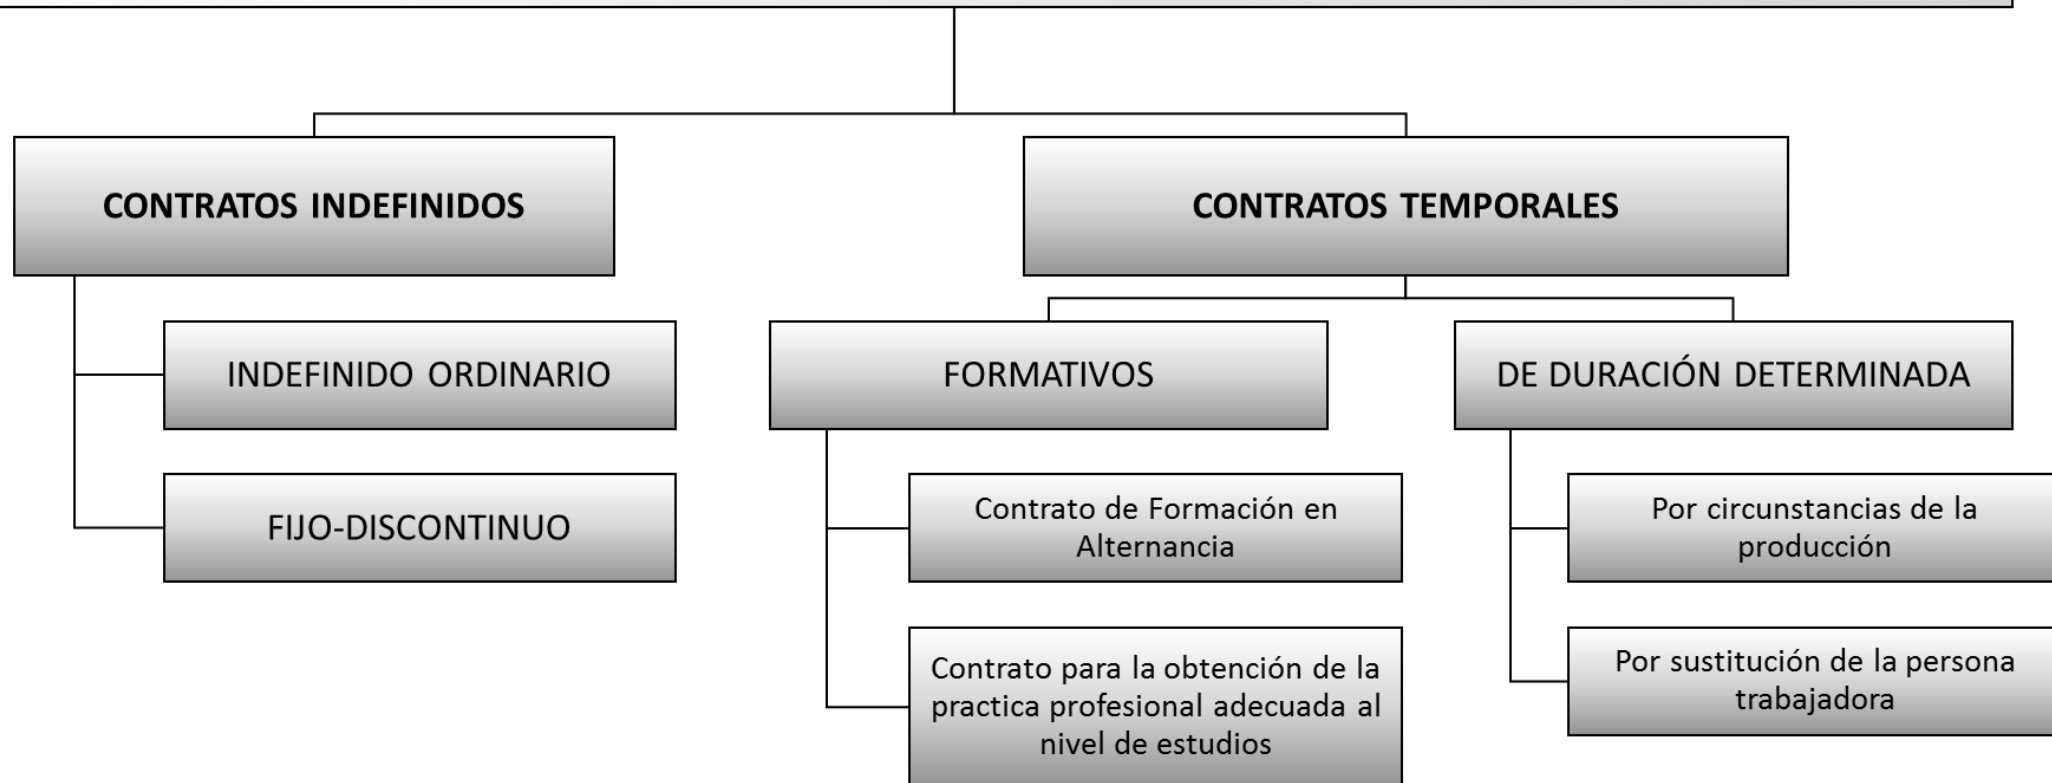 CONTRATOS INDEFINIDOS
CONTRATOS TEMPORALES
INDEFINIDO ORDINARIO
FORMATIVOS
DE DURACIÓN DETERMINADA
FIJO-DISCONTINUO
Contrato de Formación en
Alternancia
Por circunstancias de la
producción
Contrato para la obtención de la
practica profesional adecuada al
nivel de estudios
Por sustitución de la persona
trabajadora